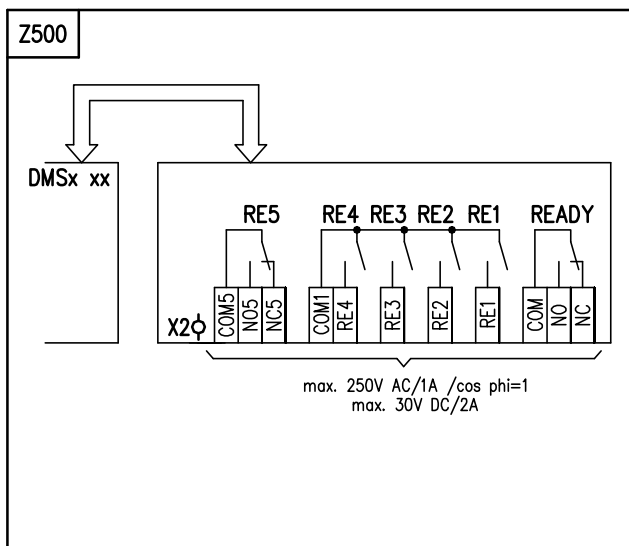 Z500
DMSx xx
RE5 RE4 RE3 RE2 RE1 READY
X2 COM5 NO5 NC5 COM1 RE4 RE3 RE2 RE1 COM NO NC
max. 250V AC/1A /cos phi=1
max. 30V DC/2A